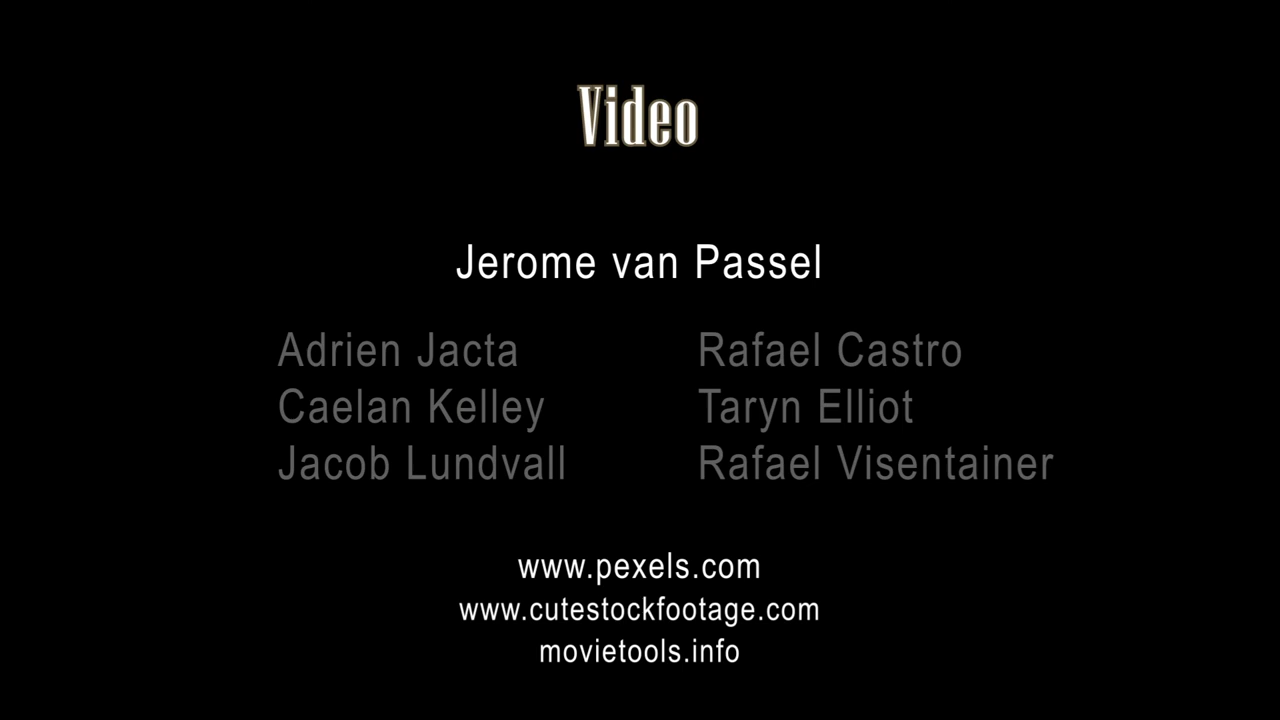 Video
Jerome van Passel
Adrien Jacta
Caelan Kelley
Jacob Lundvall
Rafael Castro
Taryn Elliot
Rafael Visentainer
www.pexels.com
www.cutestockfootage.com
movietools.info